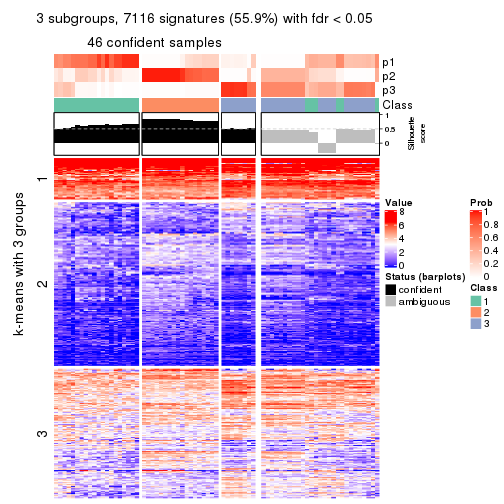 3 subgroups, 7116 signatures (55.9%) with fdr < 0.05
46 confident samples
p1
p2
p3
Class
1
0.5
0
Silhouette
score
k-means with 3 groups
1
2
3
Value
8
6
4
2
0
Status (barplots)
confident
ambiguous
Prob
1
0.8
0.6
0.4
0.2
0
Class
1
2
3